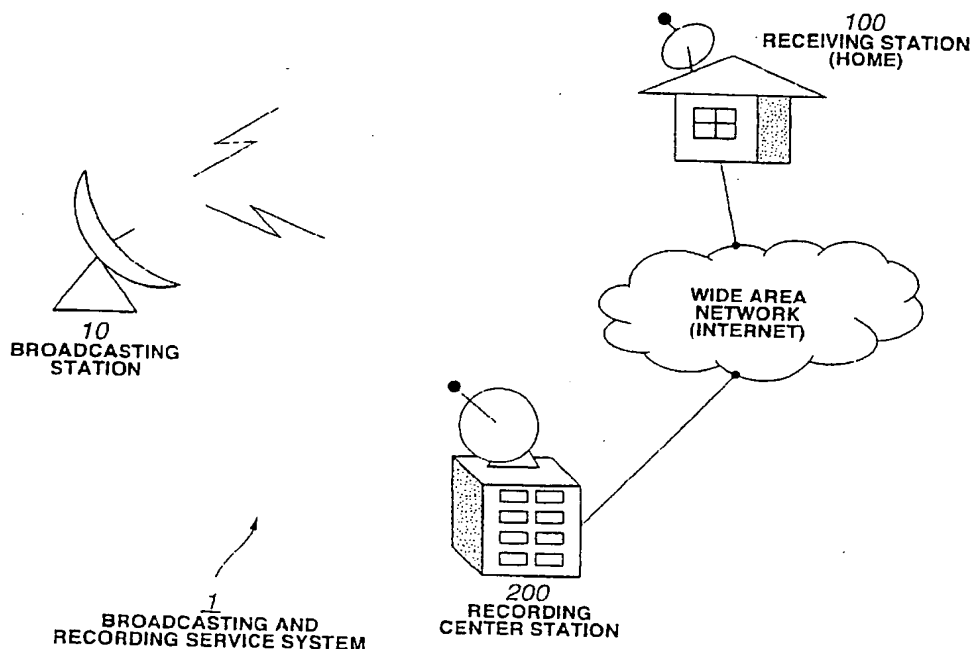 100
RECEIVING STATION
(HOME)
WIDE AREA
NETWORK
(INTERNET)
10
BROADCASTING
STATION
200
RECORDING
CENTER STATION
1
BROADCASTING AND
RECORDING SERVICE SYSTEM